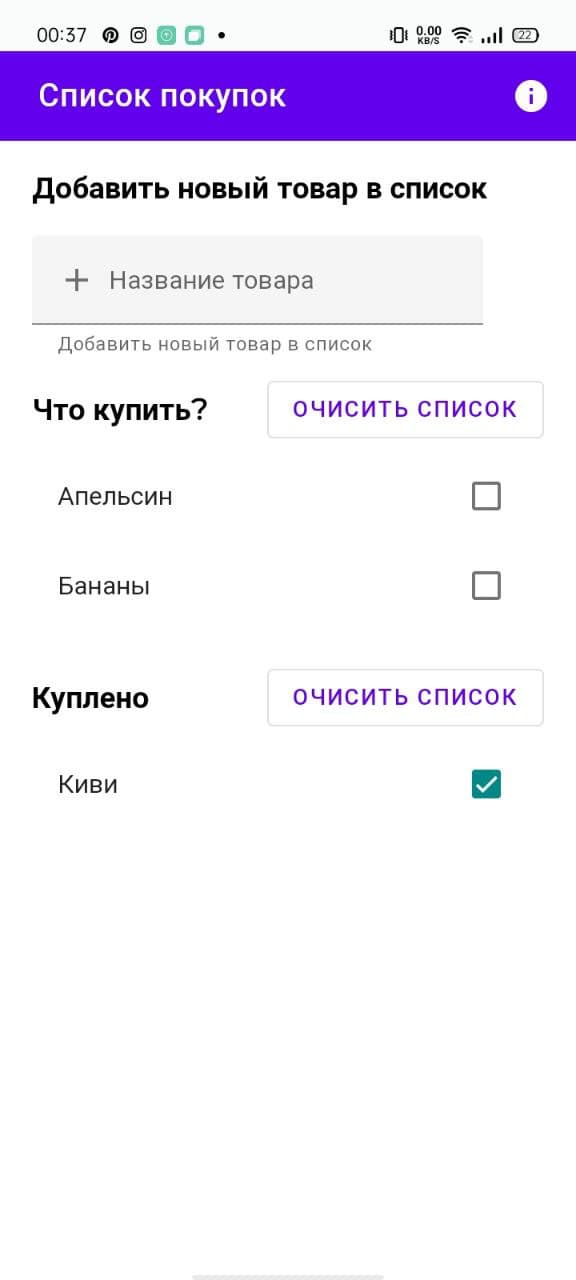 00:37
0.00
KB/S
22
Список покупок
Добавить новый товар в список
Название товара
Добавить новый товар в список
Что купить?
ОЧИСИТЬ СПИСОК
Апельсин
Бананы
Куплено
ОЧИСИТЬ СПИСОК
Киви